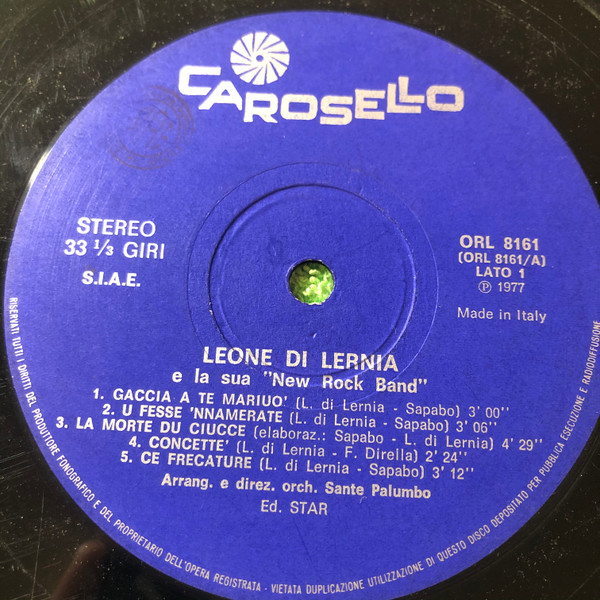 CAROSELLO
STEREO
33 1/3 GIRI
S.I.A.E.
ORL 8161
(ORL 8161/A)
LATO 1
Ⓟ 1977
Made in Italy
LEONE DI LERNIA
e la sua "New Rock Band"
1. GACCIA A TE MARIUO' (L. di Lernia - Sapabo) 3' 00''
2. U FESSE 'NNAMERATE (L. di Lernia - Sapabo) 3' 06''
3. LA MORTE DU CIUCCE (elaboraz.: Sapabo - L. di Lernia) 4' 29''
4. CONCETTE' (L. di Lernia - F. Dirella) 2' 24''
5. CE FRECATURE (L. di Lernia - Sapabo) 3' 12''
Arrang. e direz. orch. Sante Palumbo
Ed. STAR
RISERVATI TUTTI I DIRITTI DEL PRODUTTORE FONOGRAFICO E DEL PROPRIETARIO DELL'OPERA REGISTRATA - VIETATA DUPLICAZIONE UTILIZZAZIONE DI QUESTO DISCO DEPOSITATO PER PUBBLICA ESECUZIONE E RADIODIFFUSIONE